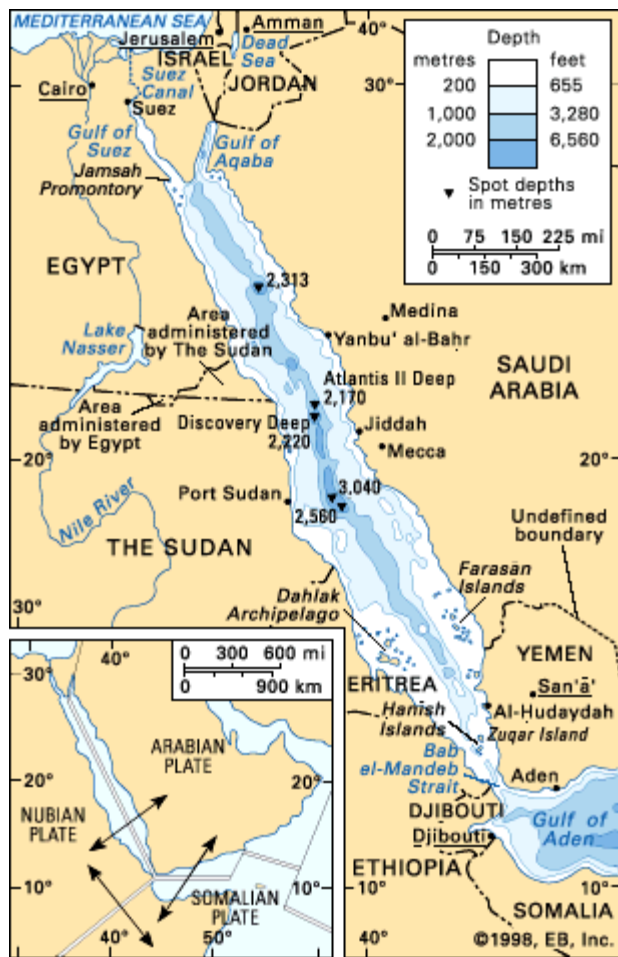 MEDITERRANEAN SEA
Amman
40°
Jerusalem
Dead
Sea
ISRAEL
Suez
Canal
JORDAN
Cairo
Suez
30°
Gulf of
Suez
Gulf of
Aqaba
Jamsah
Promontory
Depth
metres
feet
200
655
1,000
3,280
2,000
6,560
Spot depths
in metres
0 75 150 225 mi
0 150 300 km
EGYPT
2,313
Area
administered
by The Sudan
Medina
Yanbu' al-Bahr
Lake
Nasser
SAUDI
ARABIA
Atlantis II Deep
2,170
Area
administered
by Egypt
Discovery Deep
2,220
Jiddah
Mecca
20°
20°
Port Sudan
3,040
2,560
Nile River
Undefined
boundary
THE SUDAN
Farasān
Islands
Dahlak
Archipelago
30°
YEMEN
ERITREA
San'ā'
Hanish
Islands
Al-Hudaydah
Zuqar Island
Bab
el-Mandeb
Strait
Aden
DJIBOUTI
Djibouti
Gulf of
Aden
ETHIOPIA
10°
10°
SOMALIA
40°
©1998, EB, Inc.
0 300 600 mi
0 900 km
40°
30°
ARABIAN
PLATE
20°
20°
NUBIAN
PLATE
10°
10°
SOMALIAN
PLATE
40°
50°